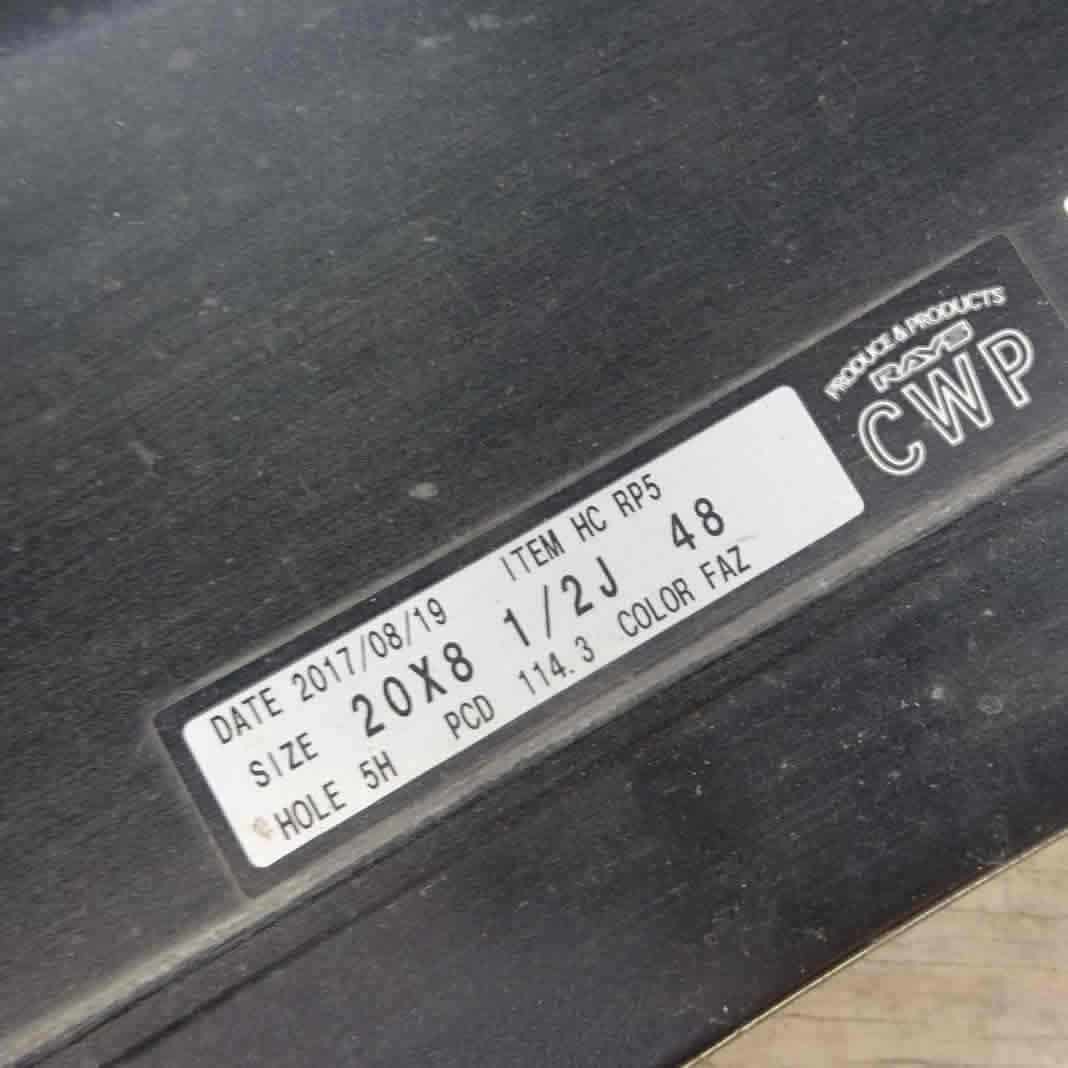 DATE 2017/08/19 ITEM HC RP5
SIZE 20X8 1/2J 48
HOLE 5H PCD 114.3 COLOR FAZ
PRODUCE & PRODUCTS
RAYS
CWP